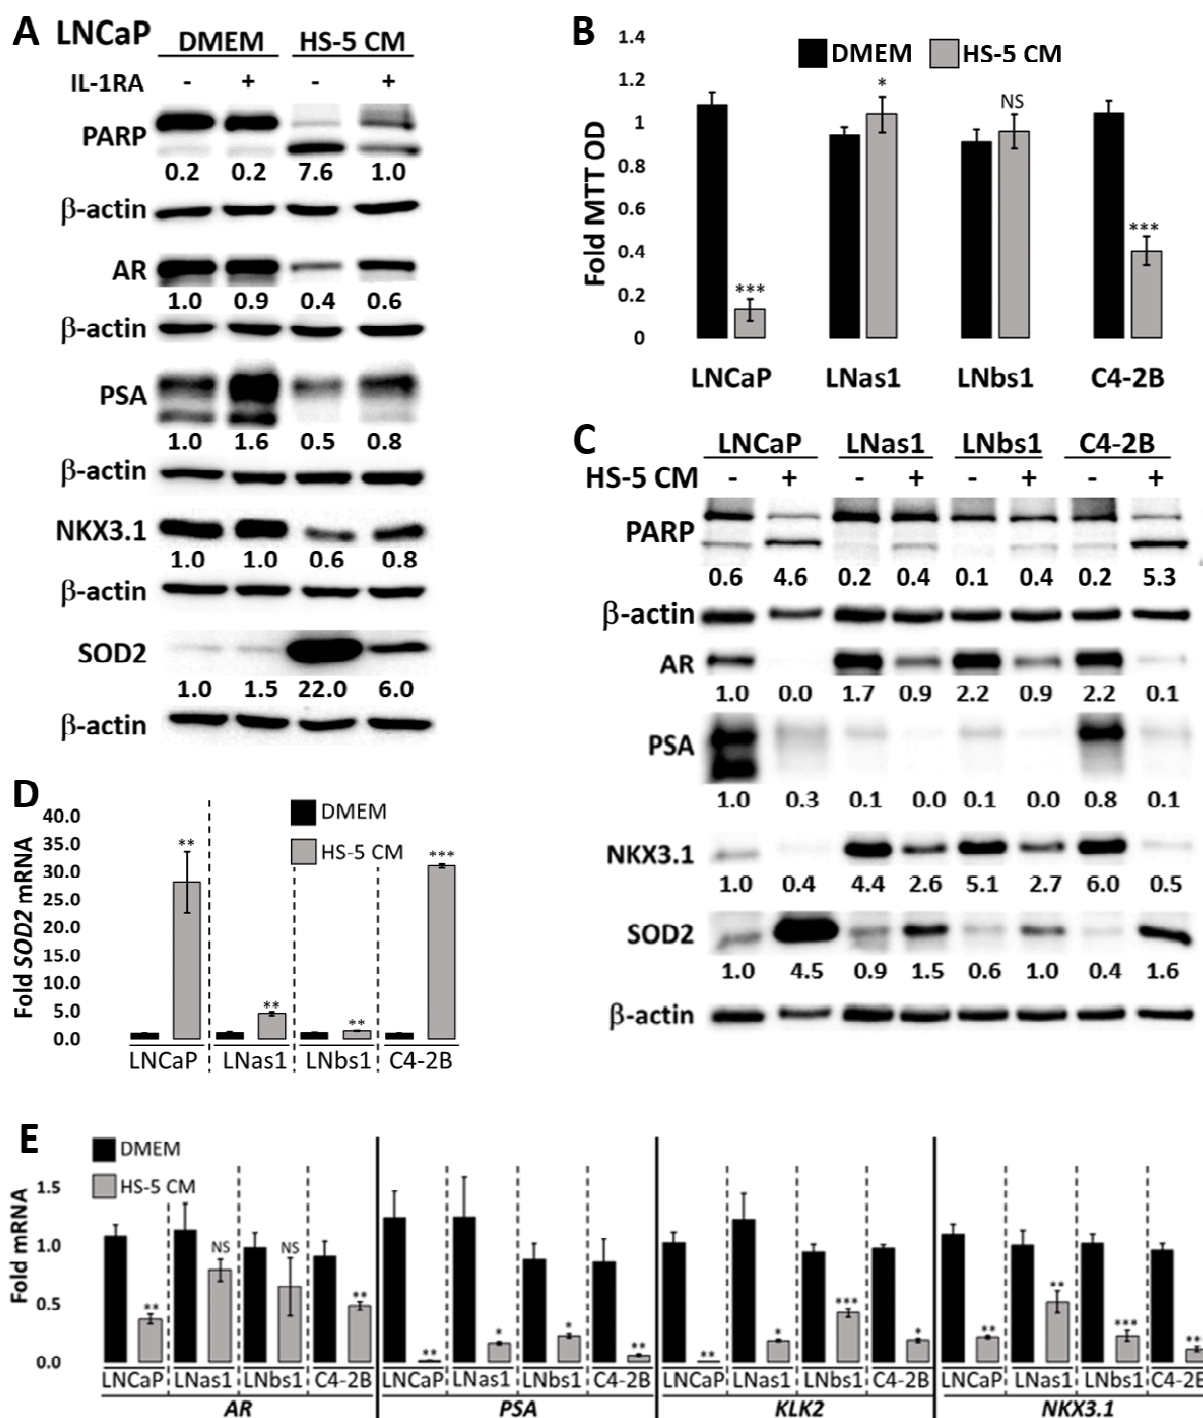 A
LNCaP
DMEM HS-5 CM
IL-1RA - + - +
PARP
0.2 0.2 7.6 1.0
β-actin
AR
1.0 0.9 0.4 0.6
β-actin
PSA
1.0 1.6 0.5 0.8
β-actin
NKX3.1
1.0 1.0 0.6 0.8
β-actin
SOD2
1.0 1.5 22.0 6.0
β-actin
B
Fold MTT OD
1.4
1.2
1
0.8
0.6
0.4
0.2
0
DMEM HS-5 CM
*** * NS ***
LNCaP LNas1 LNbs1 C4-2B
C
LNCaP LNas1 LNbs1 C4-2B
HS-5 CM - + - + - + - +
PARP
0.6 4.6 0.2 0.4 0.1 0.4 0.2 5.3
β-actin
AR
1.0 0.0 1.7 0.9 2.2 0.9 2.2 0.1
PSA
1.0 0.3 0.1 0.0 0.1 0.0 0.8 0.1
NKX3.1
1.0 0.4 4.4 2.6 5.1 2.7 6.0 0.5
SOD2
1.0 4.5 0.9 1.5 0.6 1.0 0.4 1.6
β-actin
D
Fold SOD2 mRNA
40.0
35.0
30.0
25.0
20.0
15.0
10.0
5.0
0.0
DMEM
HS-5 CM
** ** ** ***
LNCaP LNas1 LNbs1 C4-2B
E
Fold mRNA
DMEM
HS-5 CM
1.5
1.0
0.5
0.0
** NS NS ** ** * * ** ** * *** * ** ** *** **
LNCaP LNas1 LNbs1 C4-2B LNCaP LNas1 LNbs1 C4-2B LNCaP LNas1 LNbs1 C4-2B LNCaP LNas1 LNbs1 C4-2B
AR PSA KLK2 NKX3.1